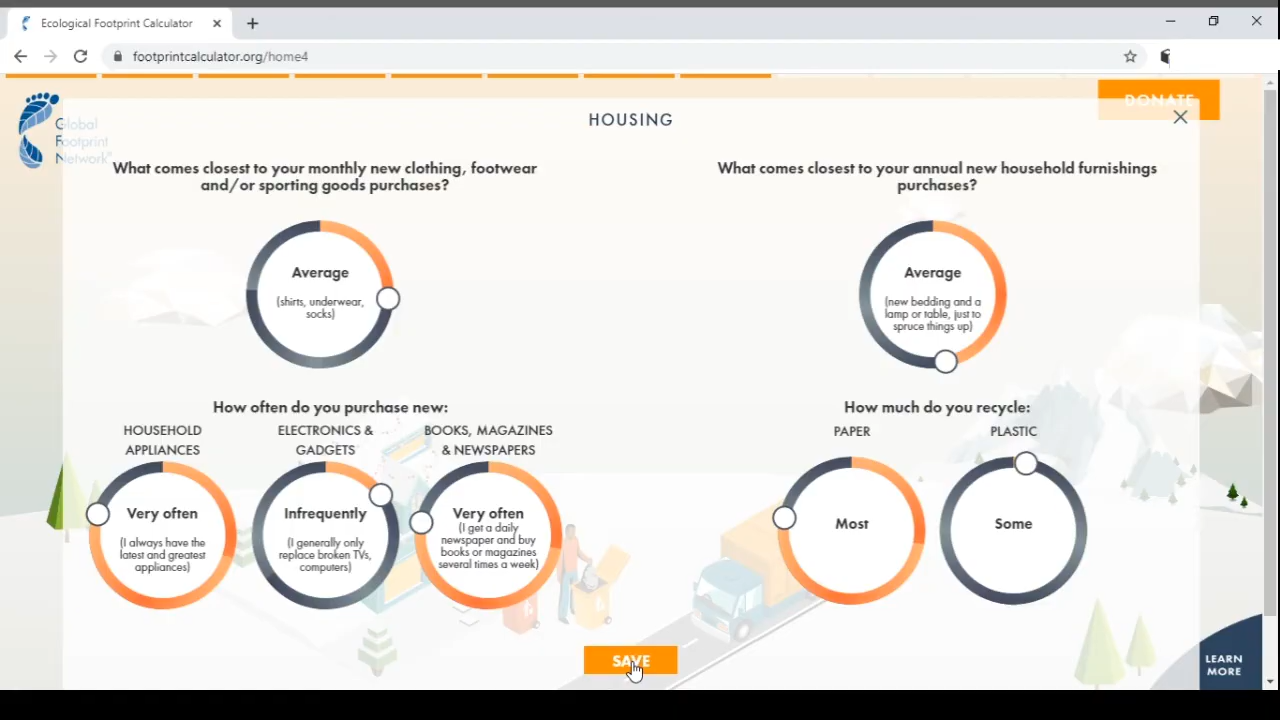 Ecological Footprint Calculator
footprintcalculator.org/home4
DONATE
Global
Footprint
Network
HOUSING
What comes closest to your monthly new clothing, footwear
and/or sporting goods purchases?
What comes closest to your annual new household furnishings
purchases?
Average
(shirts, underwear,
socks)
Average
(new bedding and a
lamp or table, just to
spruce things up)
How often do you purchase new:
HOUSEHOLD
APPLIANCES
ELECTRONICS &
GADGETS
BOOKS, MAGAZINES
& NEWSPAPERS
Very often
(I always have the
latest and greatest
appliances)
Infrequently
(I generally only
replace broken TVs,
computers)
Very often
(I get a daily
newspaper and buy
books or magazines
several times a week)
How much do you recycle:
PAPER
PLASTIC
Most
Some
SAVE
LEARN
MORE